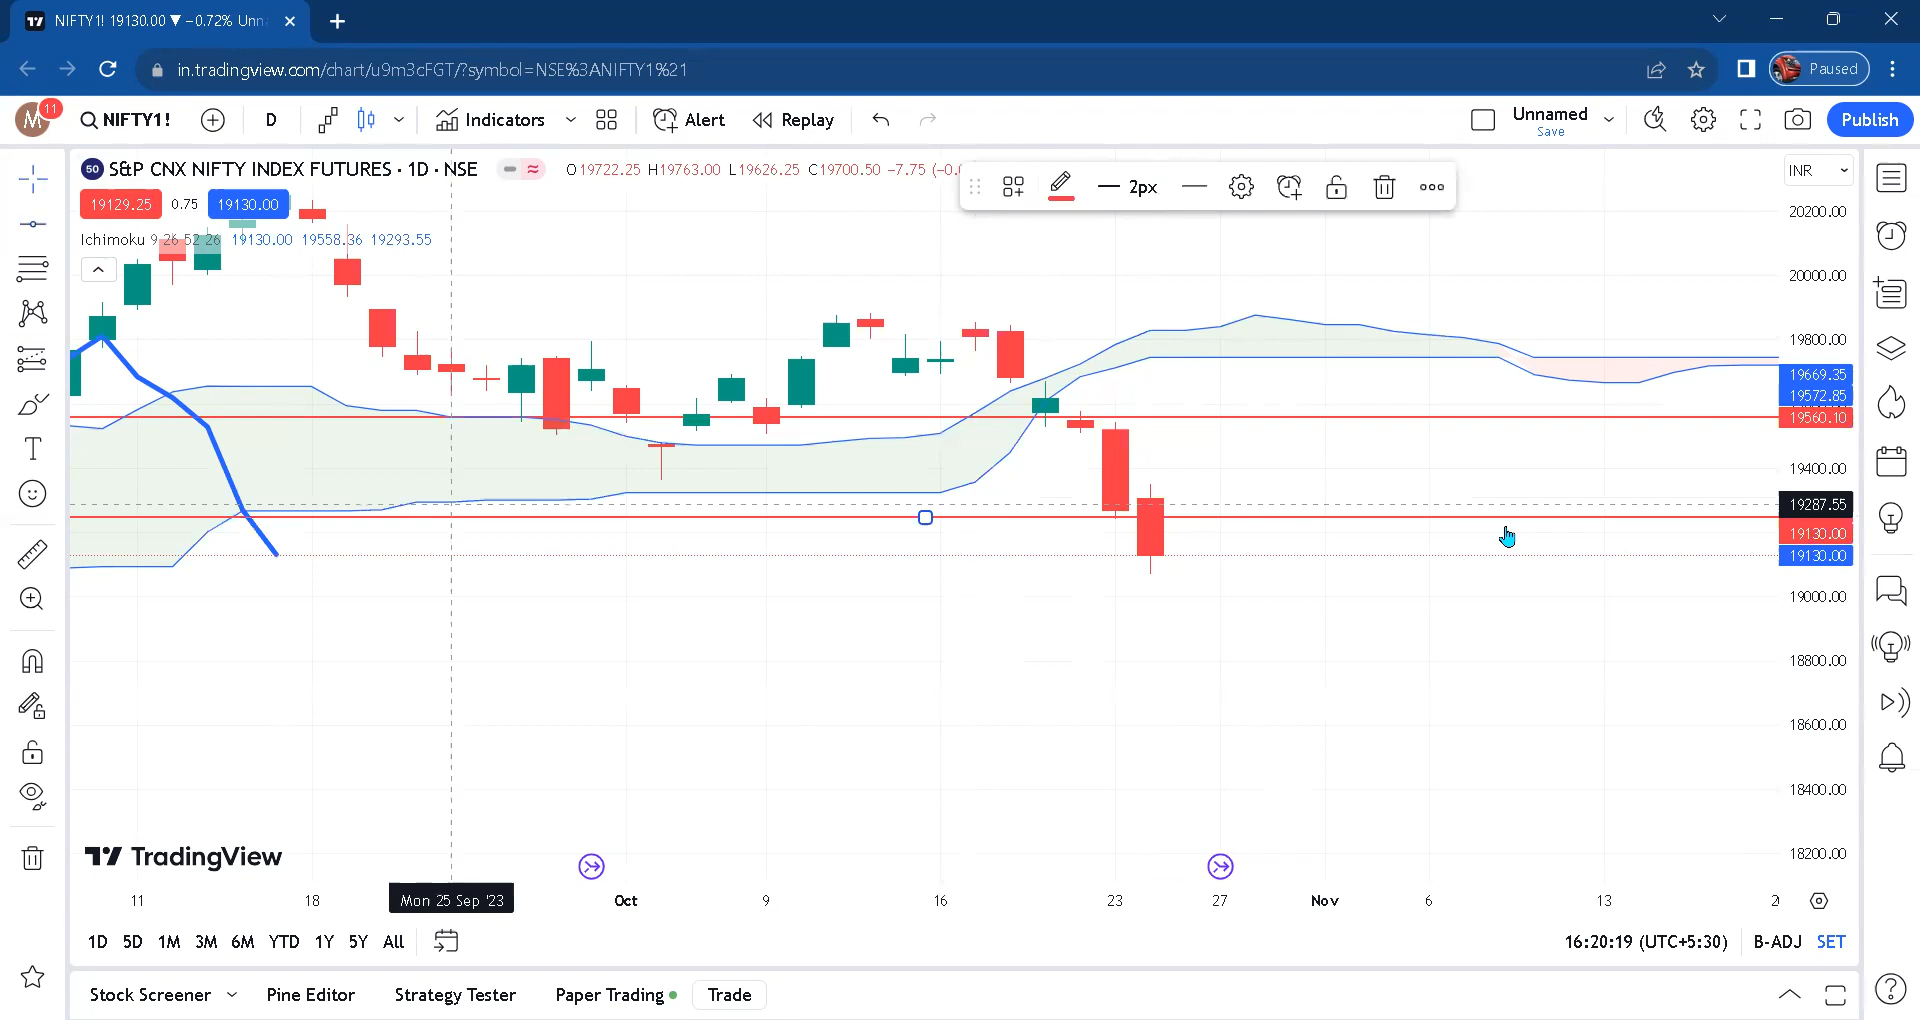 NIFTY1! 19130.00 ▼ −0.72% Unn
in.tradingview.com/chart/u9m3cFGT/?symbol=NSE%3ANIFTY1%21
Paused
M
11
NIFTY1!
D
Indicators
Alert
Replay
Unnamed
Save
Publish
50 S&P CNX NIFTY INDEX FUTURES · 1D · NSE
O19722.25 H19763.00 L19626.25 C19700.50 −7.75 (−0.0
2px
INR
19129.25 0.75 19130.00
Ichimoku 9 26 52 26 19130.00 19558.36 19293.55
20200.00
20000.00
19800.00
19669.35
19572.85
19560.10
19400.00
19287.55
19130.00
19130.00
19000.00
18800.00
18600.00
18400.00
18200.00
TradingView
11
18
Mon 25 Sep '23
Oct
9
16
23
27
Nov
6
13
1D 5D 1M 3M 6M YTD 1Y 5Y All
16:20:19 (UTC+5:30)
B-ADJ SET
Stock Screener
Pine Editor
Strategy Tester
Paper Trading
Trade